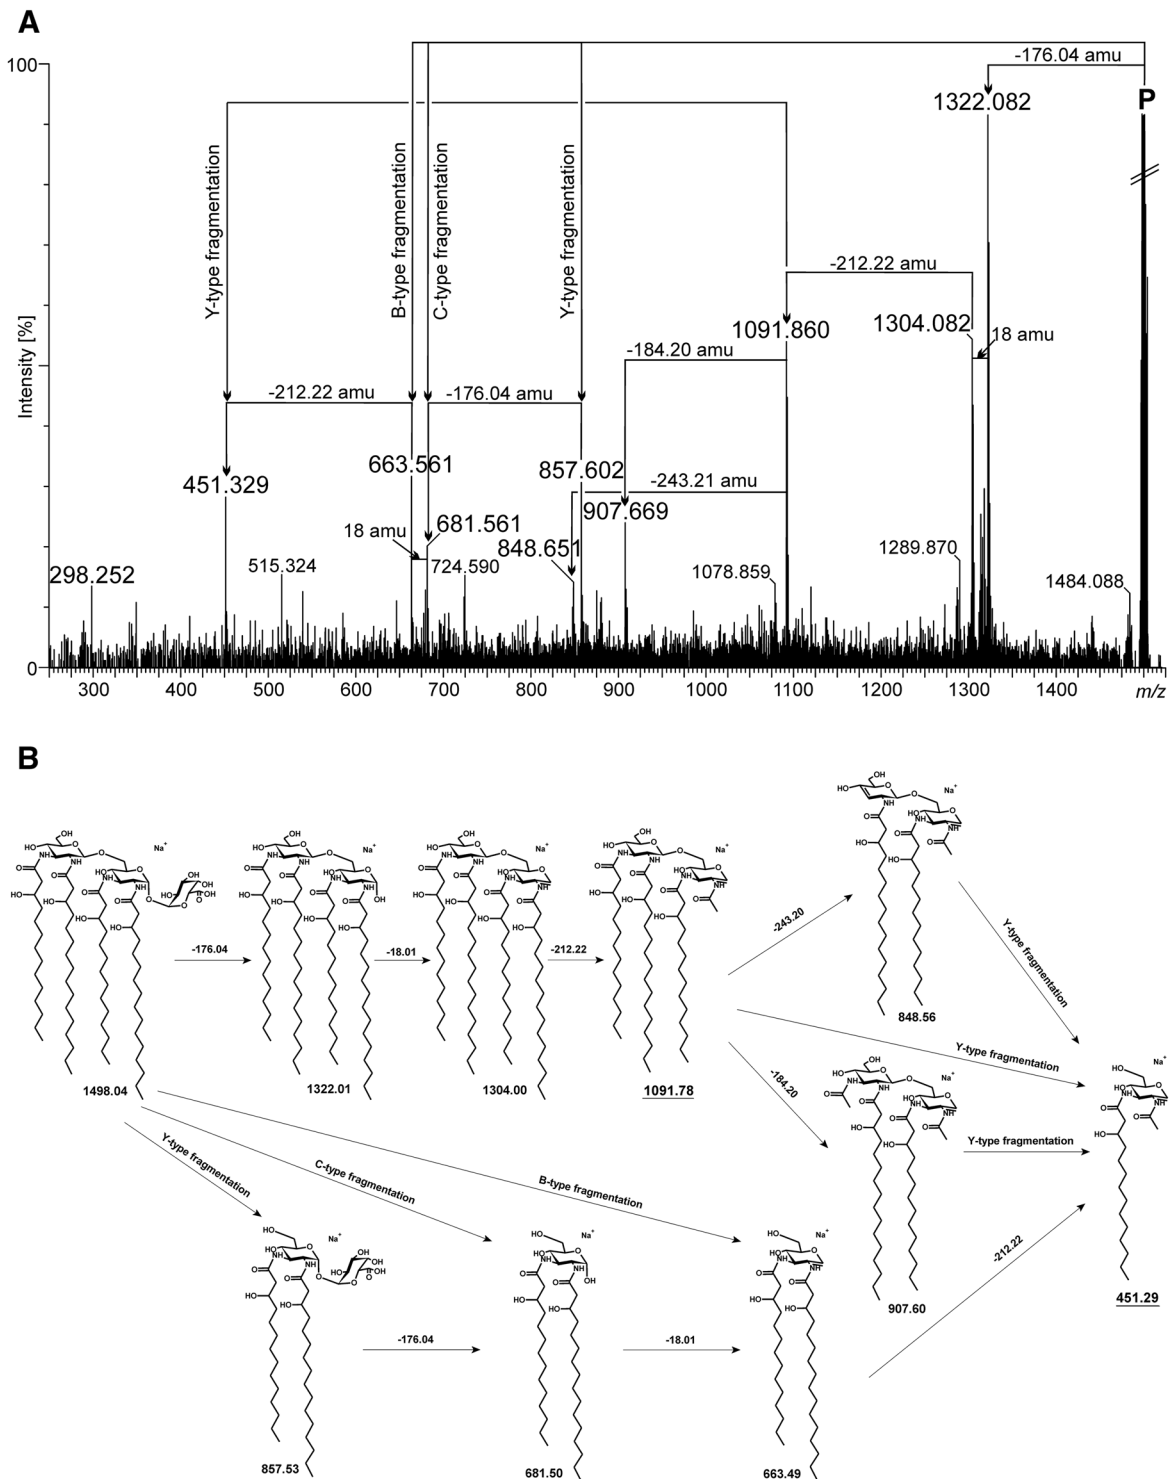 A
100
-176.04 amu
1322.082
P
Y-type fragmentation
B-type fragmentation
C-type fragmentation
Y-type fragmentation
-212.22 amu
1091.860
1304.082
18 amu
-184.20 amu
Intensity [%]
-212.22 amu
-176.04 amu
663.561
857.602
451.329
-243.21 amu
907.669
18 amu
681.561
848.651
298.252
515.324
724.590
1078.859
1289.870
1484.088
0
300
400
500
600
700
800
900
1000
1100
1200
1300
1400
m/z
B
Na+
Na+
Na+
Na+
Na+
-176.04
-18.01
-212.22
-243.20
Y-type fragmentation
848.56
1498.04
1322.01
1304.00
1091.78
Y-type fragmentation
-184.20
Na+
Na+
Y-type fragmentation
Y-type fragmentation
C-type fragmentation
B-type fragmentation
Na+
Na+
Na+
-212.22
907.60
451.29
-176.04
-18.01
857.53
681.50
663.49